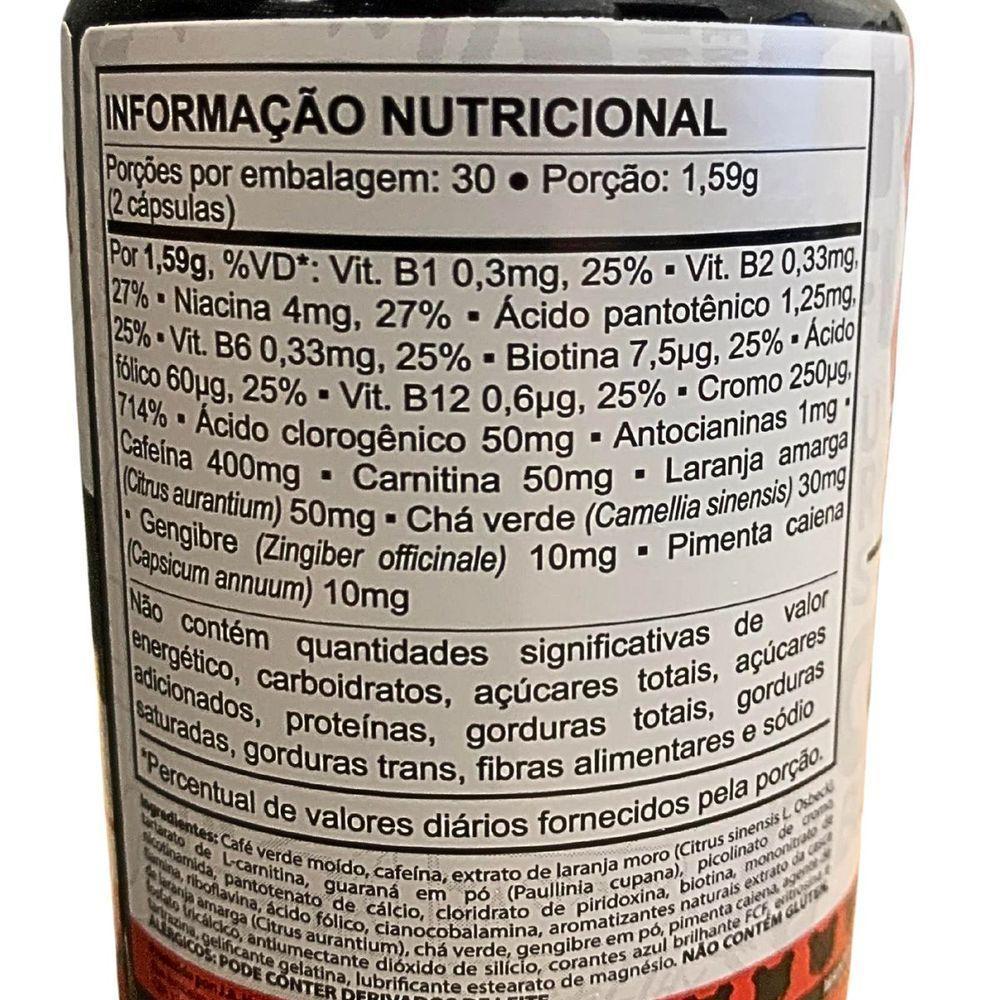 INFORMAÇÃO NUTRICIONAL
Porções por embalagem: 30 ● Porção: 1,59g
(2 cápsulas)
Por 1,59g, %VD*: Vit. B1 0,3mg, 25% ▪ Vit. B2 0,33mg,
27% ▪ Niacina 4mg, 27% ▪ Ácido pantotênico 1,25mg,
25% ▪ Vit. B6 0,33mg, 25% ▪ Biotina 7,5µg, 25% ▪ Ácido
fólico 60µg, 25% ▪ Vit. B12 0,6µg, 25% ▪ Cromo 250µg,
714% ▪ Ácido clorogênico 50mg ▪ Antocianinas 1mg ▪
Cafeína 400mg ▪ Carnitina 50mg ▪ Laranja amarga
(Citrus aurantium) 50mg ▪ Chá verde (Camellia sinensis) 30mg
▪ Gengibre (Zingiber officinale) 10mg ▪ Pimenta caiena
(Capsicum annuum) 10mg
Não contém quantidades significativas de valor
energético, carboidratos, açúcares totais, açúcares
adicionados, proteínas, gorduras totais, gorduras
saturadas, gorduras trans, fibras alimentares e sódio
*Percentual de valores diários fornecidos pela porção.
Ingredientes: Café verde moído, cafeína, extrato de laranja moro (Citrus sinensis L. Osbeck),
tartarato de L-carnitina, guaraná em pó (Paullinia cupana), picolinato de cromo,
nicotinamida, pantotenato de cálcio, cloridrato de piridoxina, biotina, mononitrato de
tiamina, riboflavina, ácido fólico, cianocobalamina, aromatizantes naturais extrato da casca
de laranja amarga (Citrus aurantium), chá verde, gengibre em pó, pimenta caiena, agente de
tricálcico, antiumectante dióxido de silício, corantes azul brilhante FCF, eritrosina e
tartrazina, gelificante gelatina, lubrificante estearato de magnésio. NÃO CONTÉM GLÚTEN.
ALÉRGICOS: PODE CONTER DERIVADOS DE LEITE